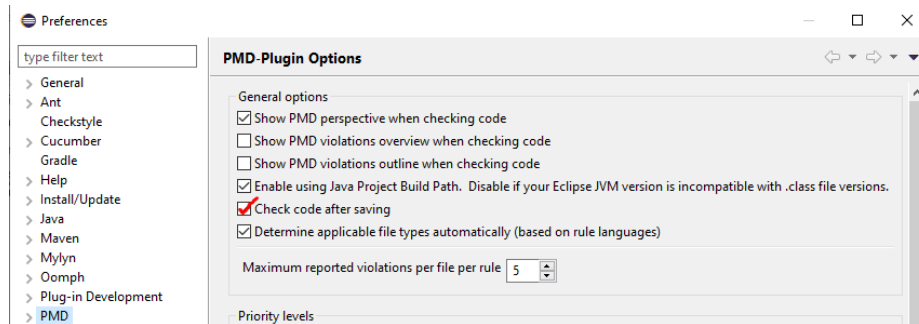 Preferences
type filter text
PMD-Plugin Options
General
Ant
Checkstyle
Cucumber
Gradle
Help
Install/Update
Java
Maven
Mylyn
Oomph
Plug-in Development
PMD
General options
Show PMD perspective when checking code
Show PMD violations overview when checking code
Show PMD violations outline when checking code
Enable using Java Project Build Path.  Disable if your Eclipse JVM version is incompatible with .class file versions.
Check code after saving
Determine applicable file types automatically (based on rule languages)
Maximum reported violations per file per rule 5
Priority levels